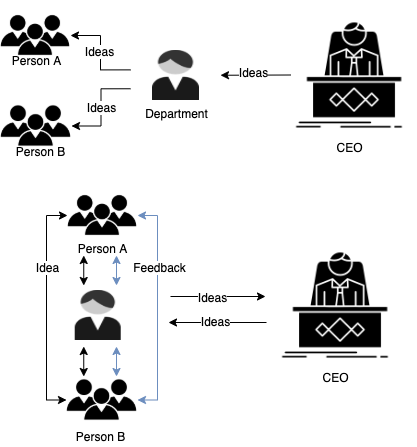 Person A
Ideas
Ideas
Ideas
Department
Person B
CEO
Person A
Idea
Feedback
Ideas
Ideas
CEO
Person B